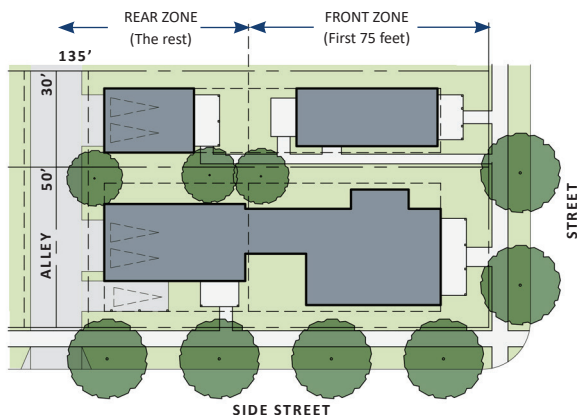 REAR ZONE
(The rest)
FRONT ZONE
(First 75 feet)
135’
30’
50’
ALLEY
STREET
SIDE STREET